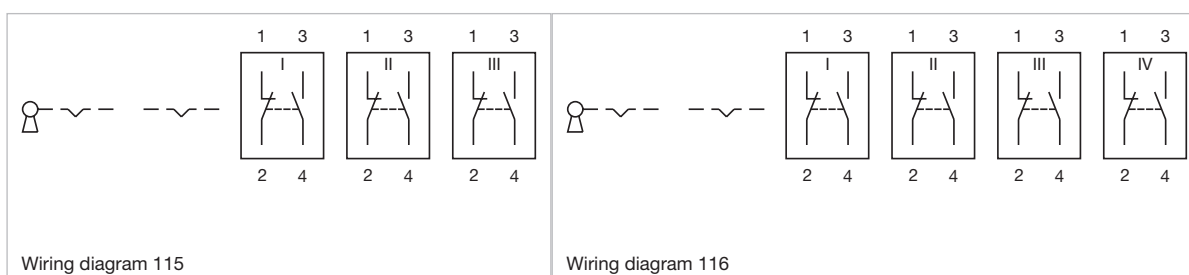 1 3 1 3 1 3 1 3 1 3 1 3 1 3
I II III I II III IV
2 4 2 4 2 4 2 4 2 4 2 4 2 4
Wiring diagram 115
Wiring diagram 116